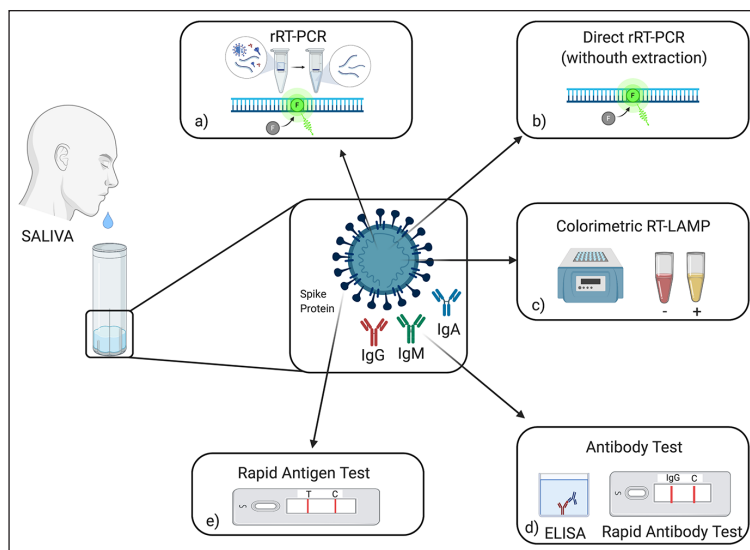 rRT-PCR
F
F
a)
Direct rRT-PCR
(withouth extraction)
F
F
b)
SALIVA
Colorimetric RT-LAMP
c)
-
+
Spike
Protein
IgG
IgM
IgA
Rapid Antigen Test
T C
S
e)
Antibody Test
IgG C
S
d)
ELISA
Rapid Antibody Test